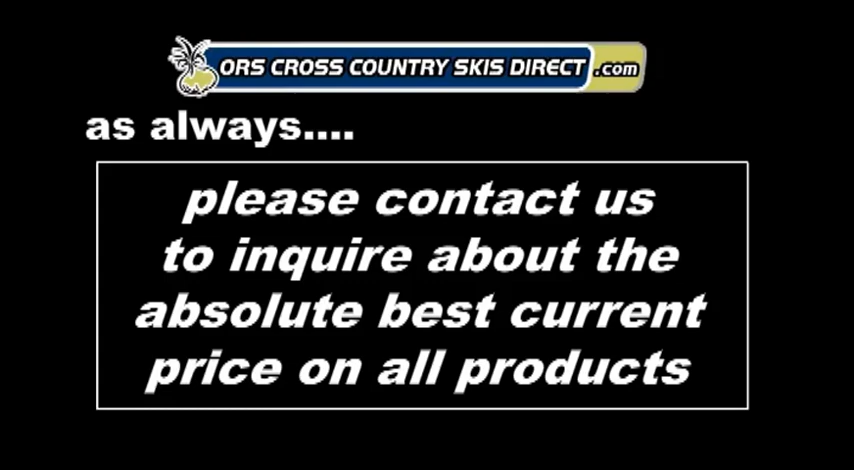 ORS CROSS COUNTRY SKIS DIRECT .com
as always....
please contact us
to inquire about the
absolute best current
price on all products